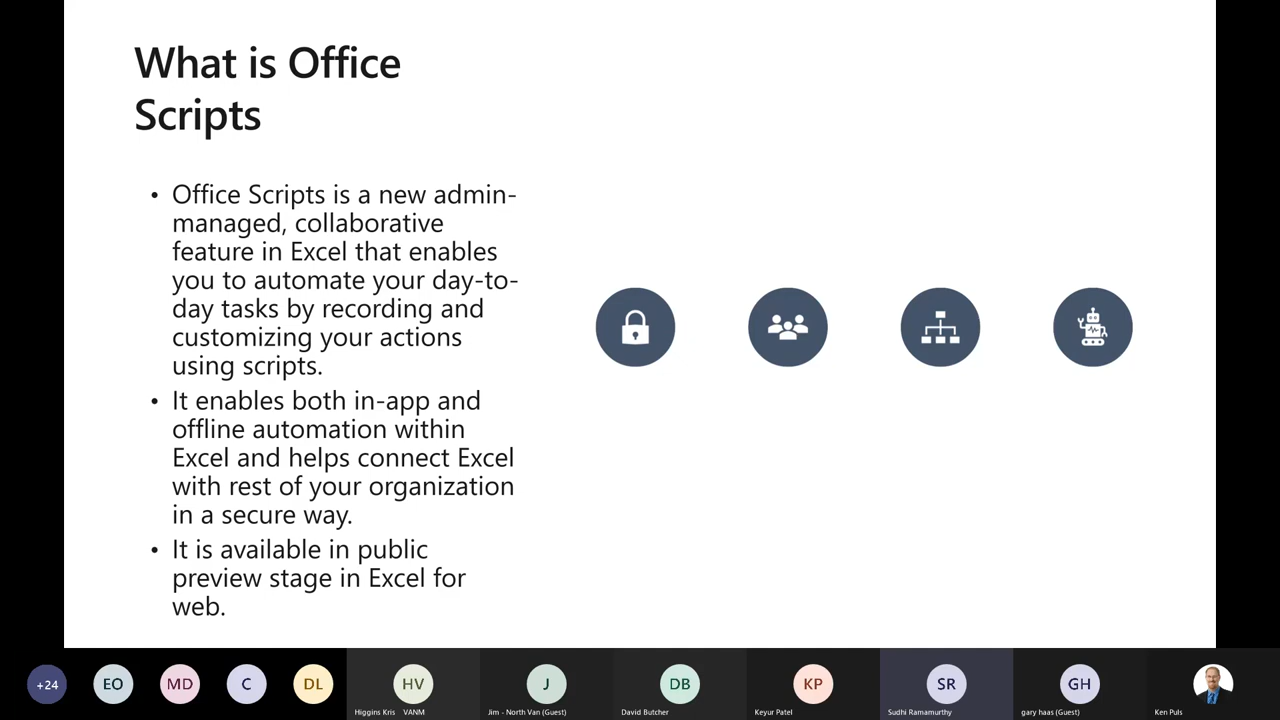 What is Office
Scripts
• Office Scripts is a new admin-
managed, collaborative
feature in Excel that enables
you to automate your day-to-
day tasks by recording and
customizing your actions
using scripts.
• It enables both in-app and
offline automation within
Excel and helps connect Excel
with rest of your organization
in a secure way.
• It is available in public
preview stage in Excel for
web.
+24
EO
MD
C
DL
HV
J
DB
KP
SR
GH
Higgins Kris VANM
Jim - North Van (Guest)
David Butcher
Keyur Patel
Sudhi Ramamurthy
gary haas (Guest)
Ken Puls